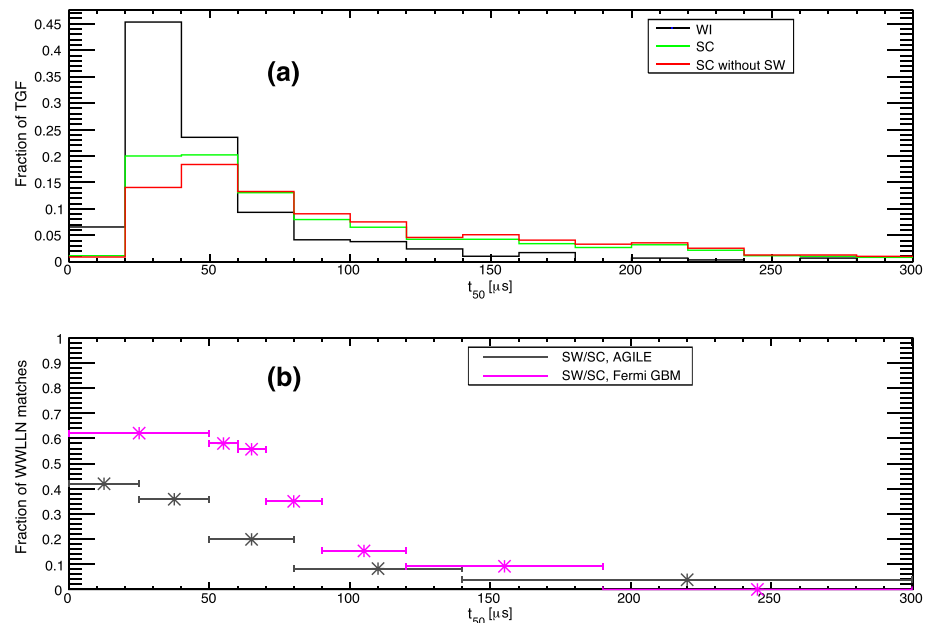 0.45
0.4
0.35
0.3
0.25
0.2
0.15
0.1
0.05
0
Fraction of TGF
(a)
WI
SC
SC without SW
0 50 100 150 200 250 300
t50 [μs]
1
0.9
0.8
0.7
0.6
0.5
0.4
0.3
0.2
0.1
0
Fraction of WWLLN matches
(b)
SW/SC, AGILE
SW/SC, Fermi GBM
0 50 100 150 200 250 300
t50 [μs]